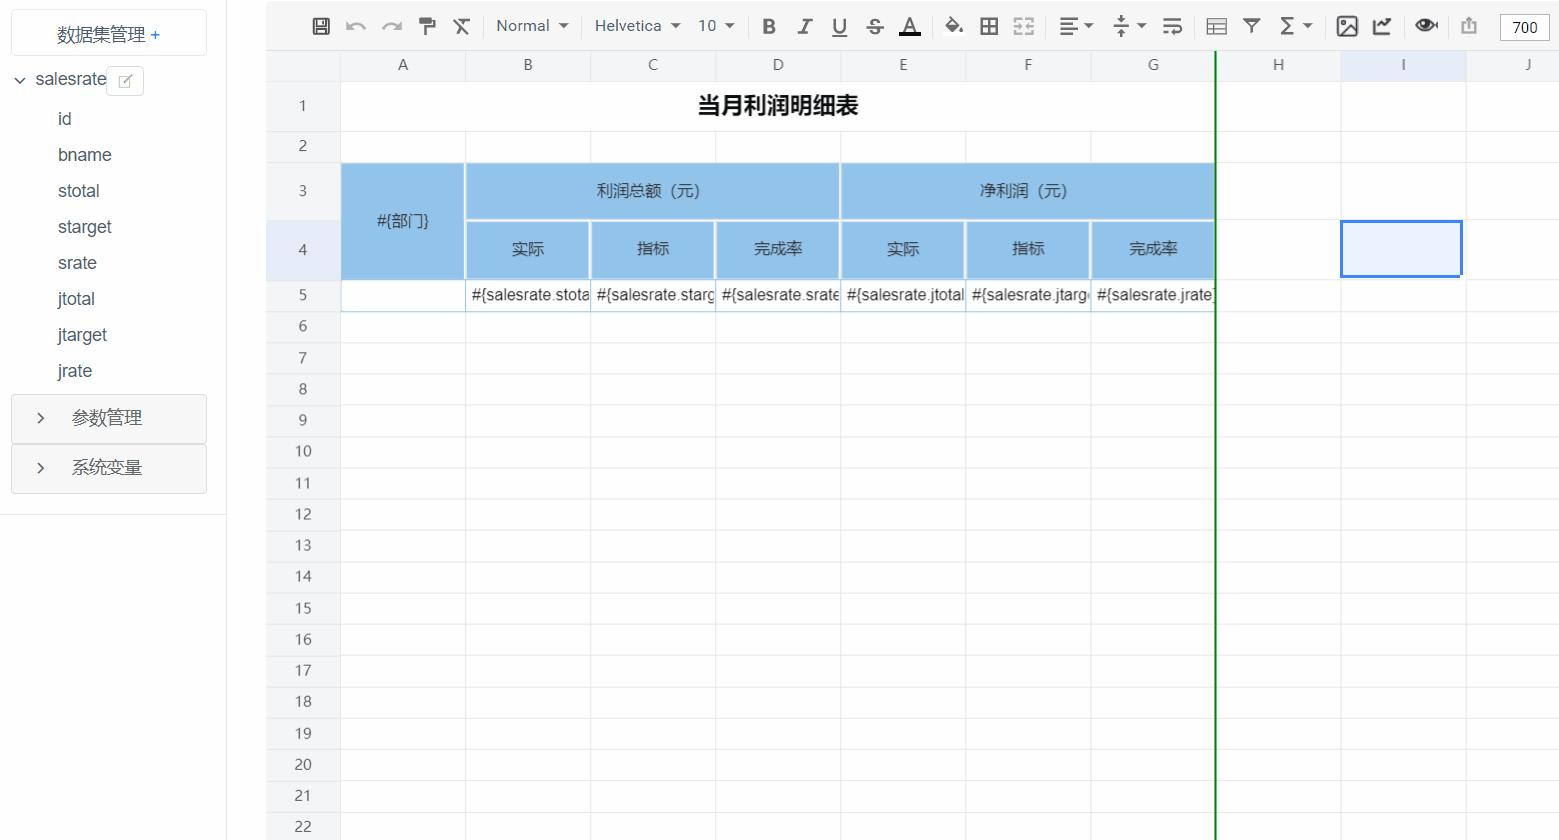 数据集管理 +
salesrate
id
bname
stotal
starget
srate
jtotal
jtarget
jrate
参数管理
系统变量
Normal Helvetica 10 B I U S A 700
A B C D E F G H I J
1 当月利润明细表
2
3 #{部门} 利润总额（元） 净利润（元）
4 实际 指标 完成率 实际 指标 完成率
5 #{salesrate.stota #{salesrate.starg #{salesrate.srate #{salesrate.jtotal #{salesrate.jtarg #{salesrate.jrate}
6
7
8
9
10
11
12
13
14
15
16
17
18
19
20
21
22